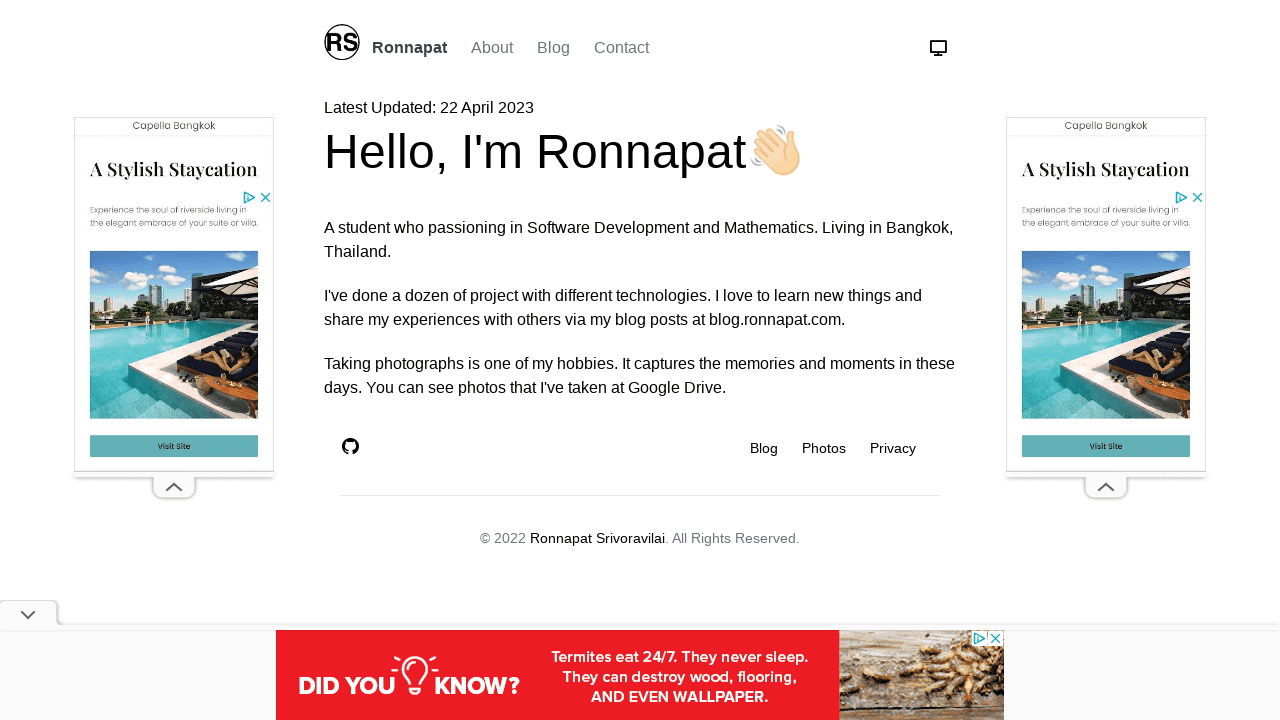 RS
Ronnapat About Blog Contact
Latest Updated: 22 April 2023
Hello, I'm Ronnapat👋🏻
A student who passioning in Software Development and Mathematics. Living in Bangkok,
Thailand.
I've done a dozen of project with different technologies. I love to learn new things and
share my experiences with others via my blog posts at blog.ronnapat.com.
Taking photographs is one of my hobbies. It captures the memories and moments in these
days. You can see photos that I've taken at Google Drive.
Blog Photos Privacy
© 2022 Ronnapat Srivoravilai. All Rights Reserved.
Capella Bangkok
A Stylish Staycation
Experience the soul of riverside living in
the elegant embrace of your suite or villa.
Visit Site
Capella Bangkok
A Stylish Staycation
Experience the soul of riverside living in
the elegant embrace of your suite or villa.
Visit Site
DID YOU KNOW?
Termites eat 24/7. They never sleep.
They can destroy wood, flooring,
AND EVEN WALLPAPER.